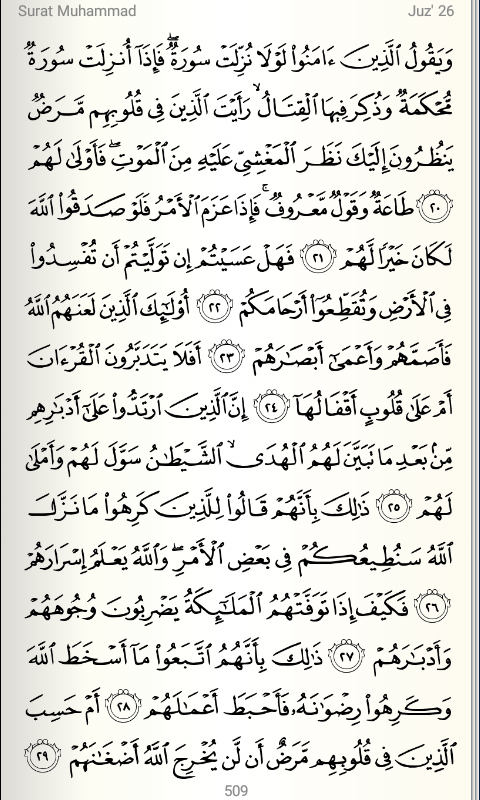 Surat Muhammad Juz' 26
وَيَقُولُ ٱلَّذِينَ ءَامَنُوا۟ لَوْلَا نُزِّلَتْ سُورَةٌ ۖ فَإِذَآ أُنزِلَتْ سُورَةٌ
مُّحْكَمَةٌ وَذُكِرَ فِيهَا ٱلْقِتَالُ ۙ رَأَيْتَ ٱلَّذِينَ فِى قُلُوبِهِم مَّرَضٌ
يَنظُرُونَ إِلَيْكَ نَظَرَ ٱلْمَغْشِىِّ عَلَيْهِ مِنَ ٱلْمَوْتِ ۖ فَأَوْلَىٰ لَهُمْ
٢٠ طَاعَةٌ وَقَوْلٌ مَّعْرُوفٌ ۚ فَإِذَا عَزَمَ ٱلْأَمْرُ فَلَوْ صَدَقُوا۟ ٱللَّهَ
لَكَانَ خَيْرًا لَّهُمْ ٢١ فَهَلْ عَسَيْتُمْ إِن تَوَلَّيْتُمْ أَن تُفْسِدُوا۟
فِى ٱلْأَرْضِ وَتُقَطِّعُوٓا۟ أَرْحَامَكُمْ ٢٢ أُو۟لَـٰٓئِكَ ٱلَّذِينَ لَعَنَهُمُ ٱللَّهُ
فَأَصَمَّهُمْ وَأَعْمَىٰٓ أَبْصَـٰرَهُمْ ٢٣ أَفَلَا يَتَدَبَّرُونَ ٱلْقُرْءَانَ
أَمْ عَلَىٰ قُلُوبٍ أَقْفَالُهَآ ٢٤ إِنَّ ٱلَّذِينَ ٱرْتَدُّوا۟ عَلَىٰٓ أَدْبَـٰرِهِم
مِّنۢ بَعْدِ مَا تَبَيَّنَ لَهُمُ ٱلْهُدَى ۙ ٱلشَّيْطَـٰنُ سَوَّلَ لَهُمْ وَأَمْلَىٰ
لَهُمْ ٢٥ ذَٰلِكَ بِأَنَّهُمْ قَالُوا۟ لِلَّذِينَ كَرِهُوا۟ مَا نَزَّلَ
ٱللَّهُ سَنُطِيعُكُمْ فِى بَعْضِ ٱلْأَمْرِ ۖ وَٱللَّهُ يَعْلَمُ إِسْرَارَهُمْ
٢٦ فَكَيْفَ إِذَا تَوَفَّتْهُمُ ٱلْمَلَـٰٓئِكَةُ يَضْرِبُونَ وُجُوهَهُمْ
وَأَدْبَـٰرَهُمْ ٢٧ ذَٰلِكَ بِأَنَّهُمُ ٱتَّبَعُوا۟ مَآ أَسْخَطَ ٱللَّهَ
وَكَرِهُوا۟ رِضْوَٰنَهُۥ فَأَحْبَطَ أَعْمَـٰلَهُمْ ٢٨ أَمْ حَسِبَ
ٱلَّذِينَ فِى قُلُوبِهِم مَّرَضٌ أَن لَّن يُخْرِجَ ٱللَّهُ أَضْغَـٰنَهُمْ ٢٩
509